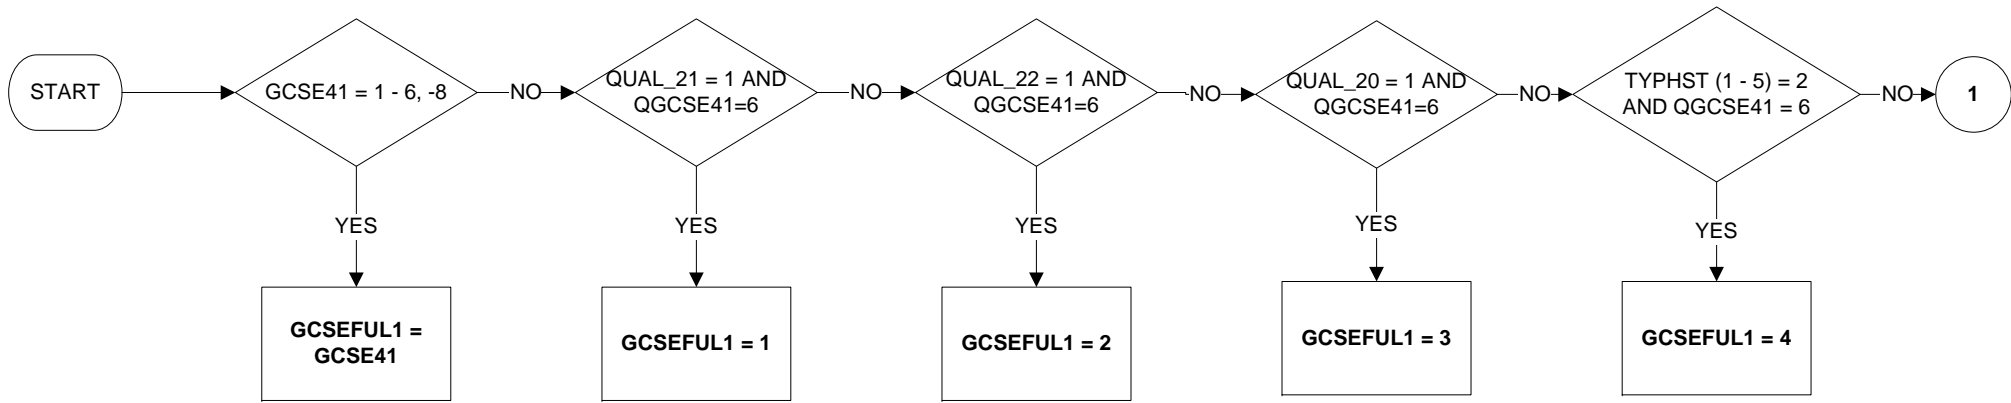 START
GCSE41 = 1 - 6, -8
NO
QUAL_21 = 1 AND
QGCSE41=6
NO
QUAL_22 = 1 AND
QGCSE41=6
NO
QUAL_20 = 1 AND
QGCSE41=6
NO
TYPHST (1 - 5) = 2
AND QGCSE41 = 6
NO
1
YES
YES
YES
YES
YES
GCSEFUL1 =
GCSE41
GCSEFUL1 = 1
GCSEFUL1 = 2
GCSEFUL1 = 3
GCSEFUL1 = 4